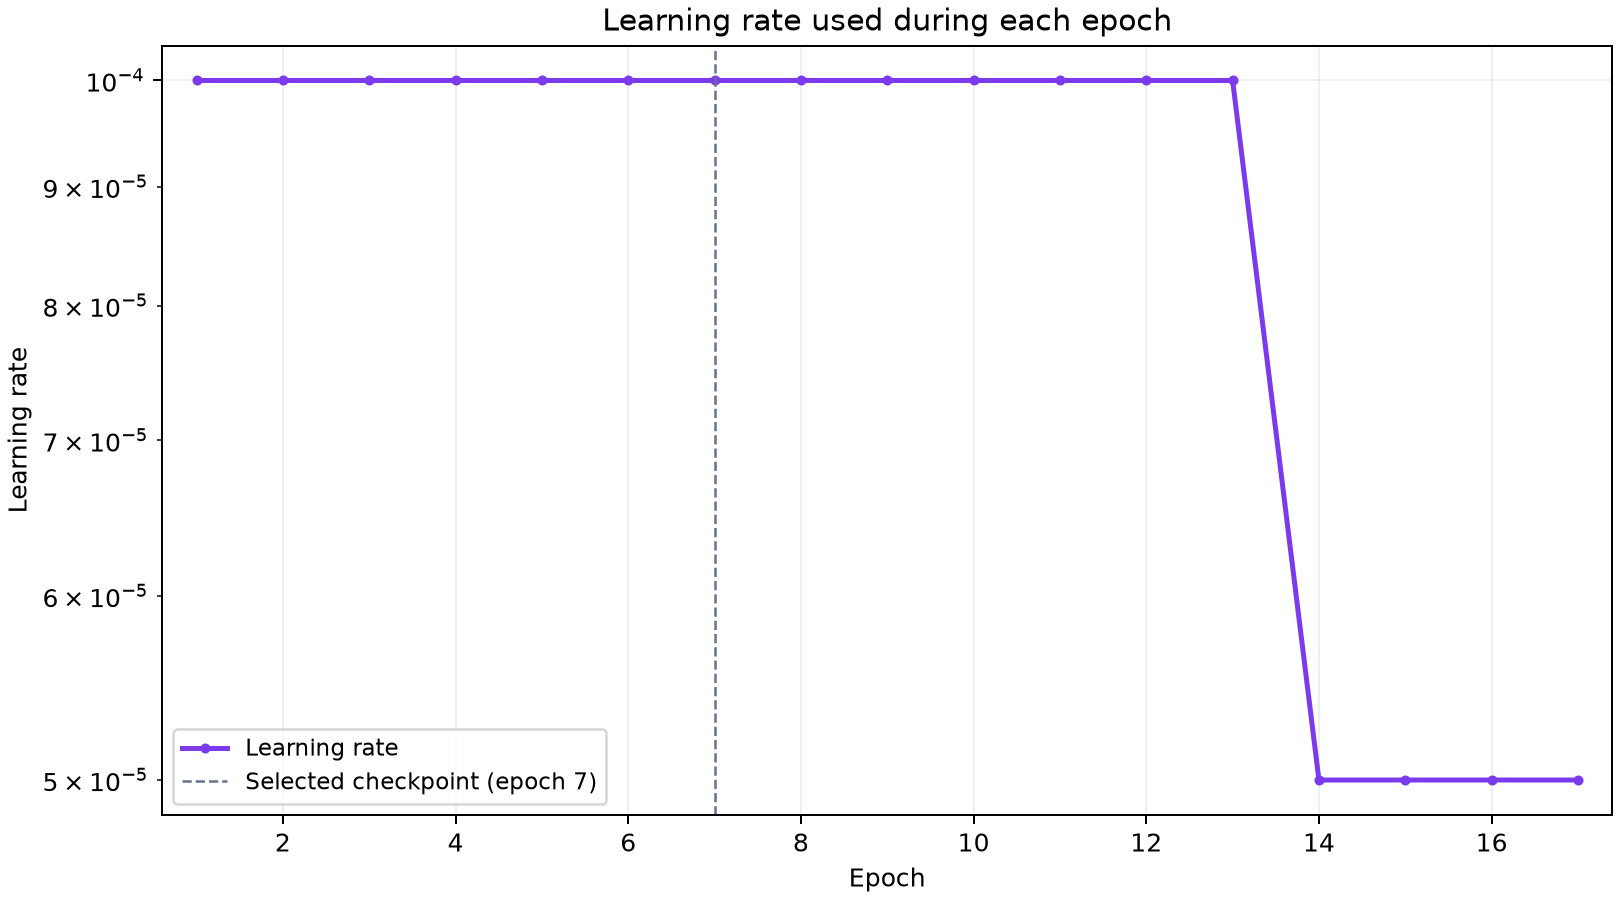 Learning rate used during each epoch
10⁻⁴
9 × 10⁻⁵
8 × 10⁻⁵
7 × 10⁻⁵
6 × 10⁻⁵
5 × 10⁻⁵
Learning rate
Learning rate
Selected checkpoint (epoch 7)
2 4 6 8 10 12 14 16
Epoch